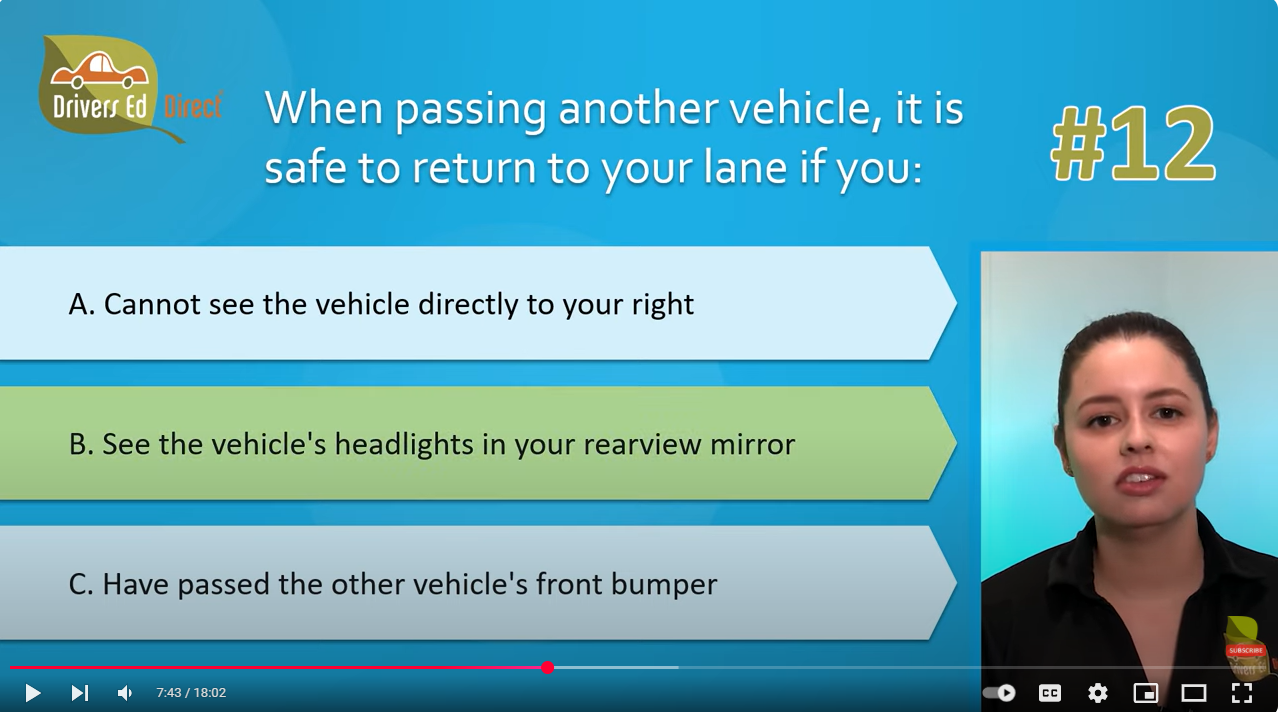 Drivers Ed Direct
When passing another vehicle, it is
safe to return to your lane if you:
#12
A. Cannot see the vehicle directly to your right
B. See the vehicle's headlights in your rearview mirror
C. Have passed the other vehicle's front bumper
SUBSCRIBE
7:43 / 18:02
CC